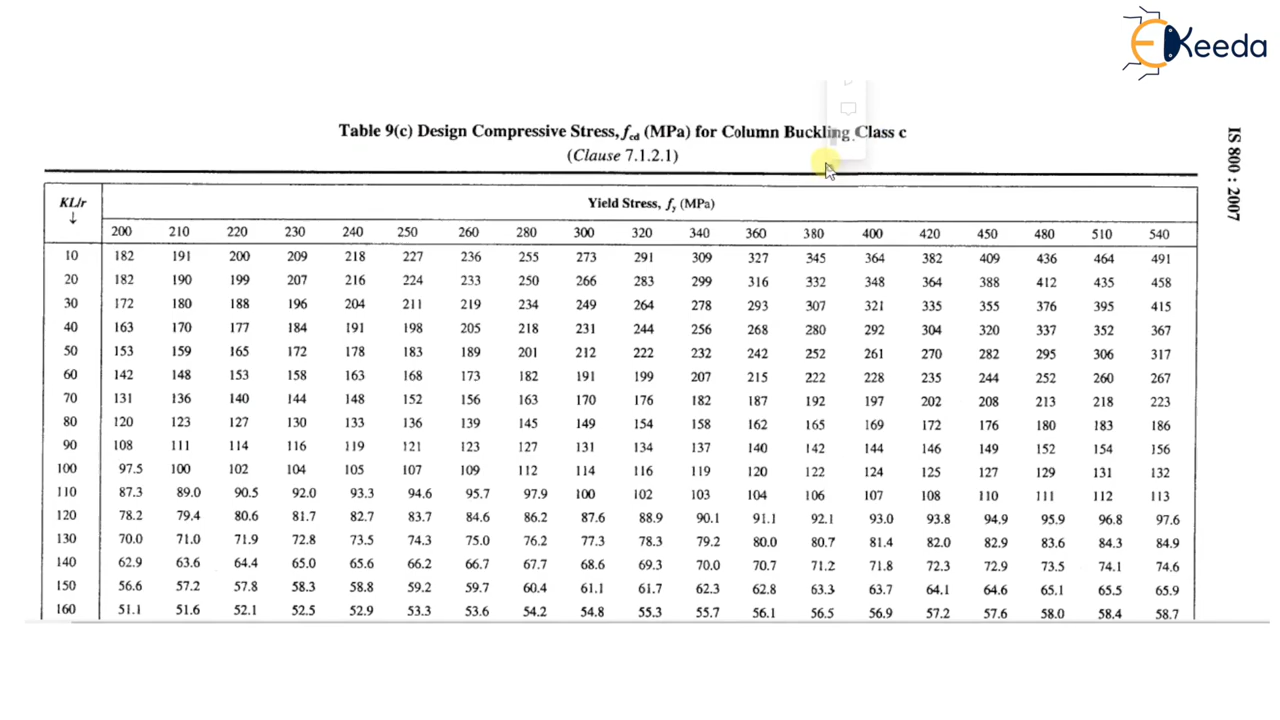 EKeeda
Table 9(c) Design Compressive Stress, fcd (MPa) for Column Buckling Class c
(Clause 7.1.2.1)
IS 800 : 2007
KL/r ↓ Yield Stress, fy (MPa)
200 210 220 230 240 250 260 280 300 320 340 360 380 400 420 450 480 510 540
10 182 191 200 209 218 227 236 255 273 291 309 327 345 364 382 409 436 464 491
20 182 190 199 207 216 224 233 250 266 283 299 316 332 348 364 388 412 435 458
30 172 180 188 196 204 211 219 234 249 264 278 293 307 321 335 355 376 395 415
40 163 170 177 184 191 198 205 218 231 244 256 268 280 292 304 320 337 352 367
50 153 159 165 172 178 183 189 201 212 222 232 242 252 261 270 282 295 306 317
60 142 148 153 158 163 168 173 182 191 199 207 215 222 228 235 244 252 260 267
70 131 136 140 144 148 152 156 163 170 176 182 187 192 197 202 208 213 218 223
80 120 123 127 130 133 136 139 145 149 154 158 162 165 169 172 176 180 183 186
90 108 111 114 116 119 121 123 127 131 134 137 140 142 144 146 149 152 154 156
100 97.5 100 102 104 105 107 109 112 114 116 119 120 122 124 125 127 129 131 132
110 87.3 89.0 90.5 92.0 93.3 94.6 95.7 97.9 100 102 103 104 106 107 108 110 111 112 113
120 78.2 79.4 80.6 81.7 82.7 83.7 84.6 86.2 87.6 88.9 90.1 91.1 92.1 93.0 93.8 94.9 95.9 96.8 97.6
130 70.0 71.0 71.9 72.8 73.5 74.3 75.0 76.2 77.3 78.3 79.2 80.0 80.7 81.4 82.0 82.9 83.6 84.3 84.9
140 62.9 63.6 64.4 65.0 65.6 66.2 66.7 67.7 68.6 69.3 70.0 70.7 71.2 71.8 72.3 72.9 73.5 74.1 74.6
150 56.6 57.2 57.8 58.3 58.8 59.2 59.7 60.4 61.1 61.7 62.3 62.8 63.3 63.7 64.1 64.6 65.1 65.5 65.9
160 51.1 51.6 52.1 52.5 52.9 53.3 53.6 54.2 54.8 55.3 55.7 56.1 56.5 56.9 57.2 57.6 58.0 58.4 58.7